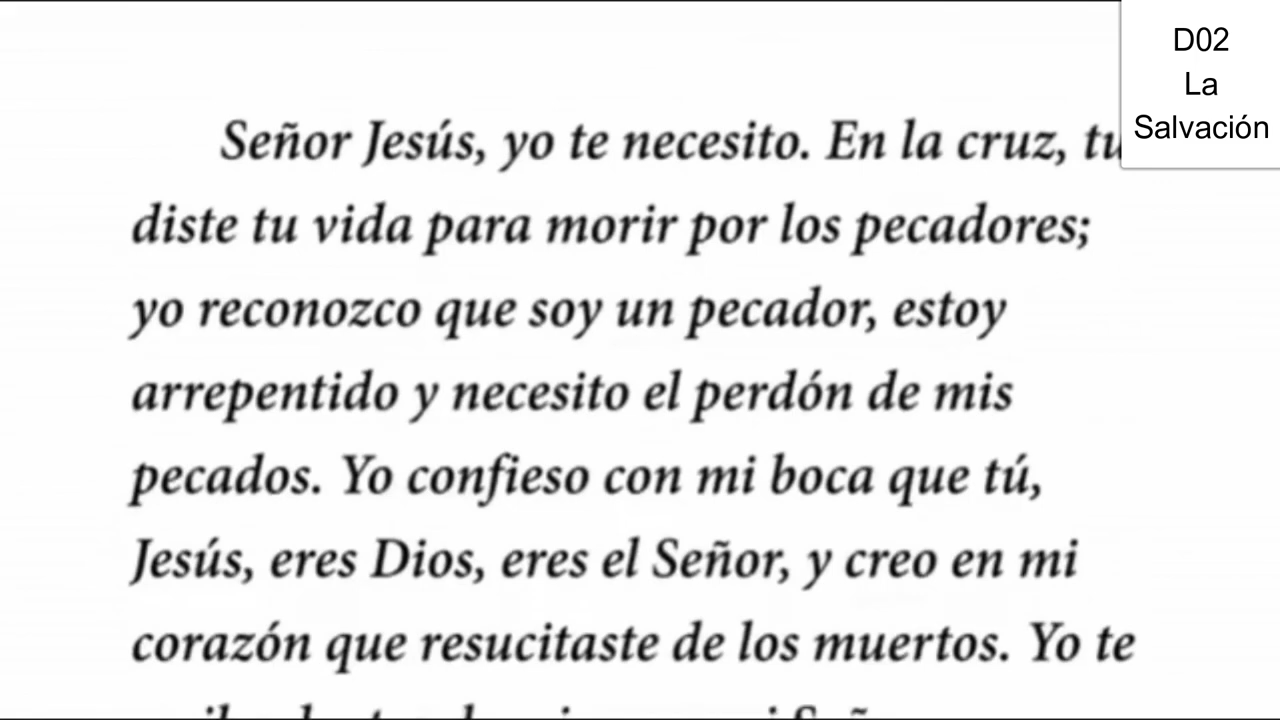 D02
La
Salvación
Señor Jesús, yo te necesito. En la cruz, tu
diste tu vida para morir por los pecadores;
yo reconozco que soy un pecador, estoy
arrepentido y necesito el perdón de mis
pecados. Yo confieso con mi boca que tú,
Jesús, eres Dios, eres el Señor, y creo en mi
corazón que resucitaste de los muertos. Yo te